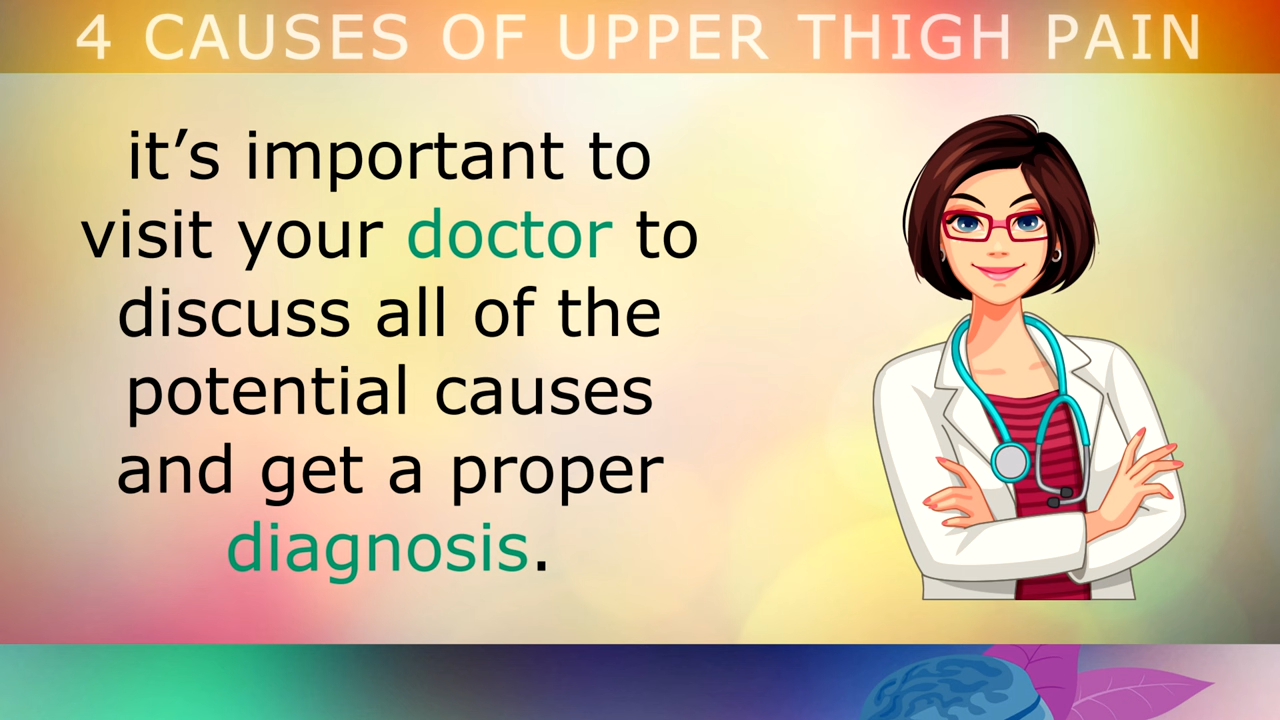 4 CAUSES OF UPPER THIGH PAIN
it’s important to
visit your doctor to
discuss all of the
potential causes
and get a proper
diagnosis.